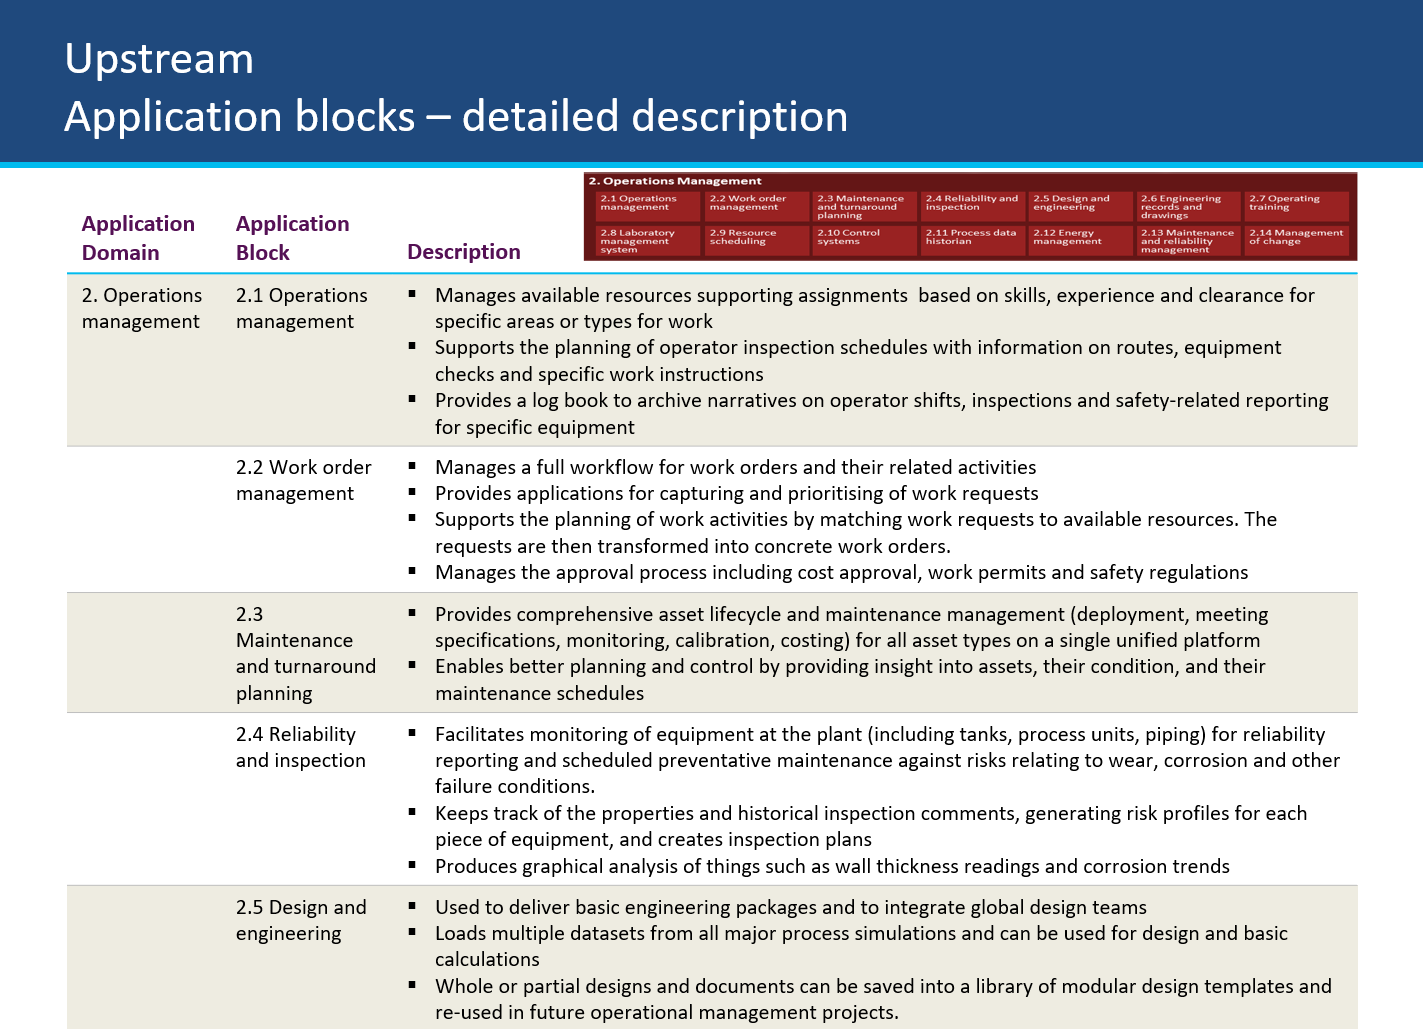 Upstream
Application blocks – detailed description
2. Operations Management
2.1 Operations management
2.2 Work order management
2.3 Maintenance and turnaround planning
2.4 Reliability and inspection
2.5 Design and engineering
2.6 Engineering records and drawings
2.7 Operating training
2.8 Laboratory management system
2.9 Resource scheduling
2.10 Control systems
2.11 Process data historian
2.12 Energy management
2.13 Maintenance and reliability management
2.14 Management of change
Application Domain
Application Block
Description
2. Operations management
2.1 Operations management
▪ Manages available resources supporting assignments  based on skills, experience and clearance for
specific areas or types for work
▪ Supports the planning of operator inspection schedules with information on routes, equipment
checks and specific work instructions
▪ Provides a log book to archive narratives on operator shifts, inspections and safety-related reporting
for specific equipment
2.2 Work order management
▪ Manages a full workflow for work orders and their related activities
▪ Provides applications for capturing and prioritising of work requests
▪ Supports the planning of work activities by matching work requests to available resources. The
requests are then transformed into concrete work orders.
▪ Manages the approval process including cost approval, work permits and safety regulations
2.3 Maintenance and turnaround planning
▪ Provides comprehensive asset lifecycle and maintenance management (deployment, meeting
specifications, monitoring, calibration, costing) for all asset types on a single unified platform
▪ Enables better planning and control by providing insight into assets, their condition, and their
maintenance schedules
2.4 Reliability and inspection
▪ Facilitates monitoring of equipment at the plant (including tanks, process units, piping) for reliability
reporting and scheduled preventative maintenance against risks relating to wear, corrosion and other
failure conditions.
▪ Keeps track of the properties and historical inspection comments, generating risk profiles for each
piece of equipment, and creates inspection plans
▪ Produces graphical analysis of things such as wall thickness readings and corrosion trends
2.5 Design and engineering
▪ Used to deliver basic engineering packages and to integrate global design teams
▪ Loads multiple datasets from all major process simulations and can be used for design and basic
calculations
▪ Whole or partial designs and documents can be saved into a library of modular design templates and
re-used in future operational management projects.